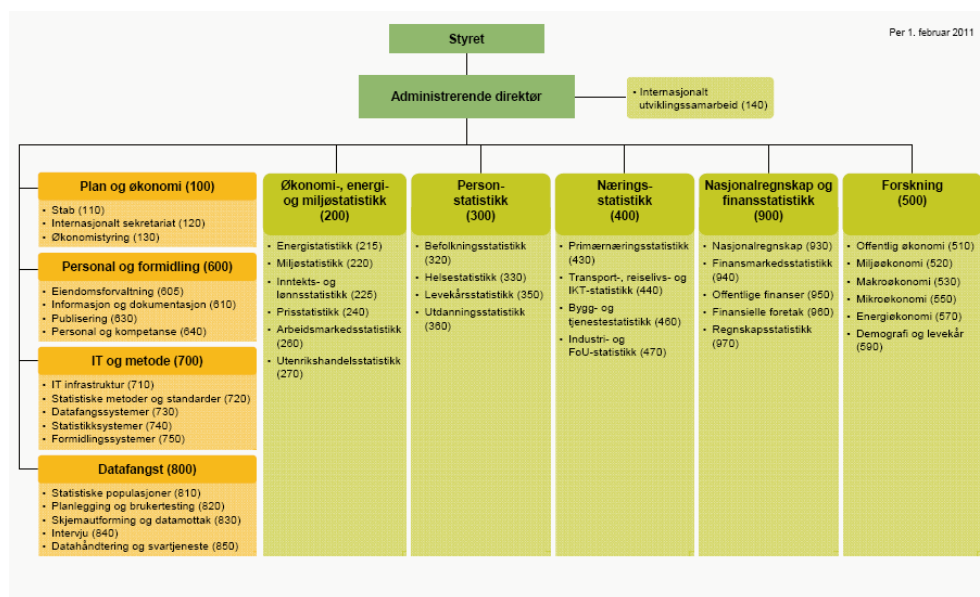 Per 1. februar 2011
Styret
Administrerende direktør
• Internasjonalt
utviklingssamarbeid (140)
Plan og økonomi (100)
• Stab (110)
• Internasjonalt sekretariat (120)
• Økonomistyring (130)
Personal og formidling (600)
• Eiendomsforvaltning (605)
• Informasjon og dokumentasjon (610)
• Publisering (630)
• Personal og kompetanse (640)
IT og metode (700)
• IT infrastruktur (710)
• Statistiske metoder og standarder (720)
• Datafangssystemer (730)
• Statistikksystemer (740)
• Formidlingssystemer (750)
Datafangst (800)
• Statistiske populasjoner (810)
• Planlegging og brukertesting (820)
• Skjemautforming og datamottak (830)
• Intervju (840)
• Datahåndtering og svartjeneste (850)
Økonomi-, energi-
og miljøstatistikk
(200)
• Energistatistikk (215)
• Miljøstatistikk (220)
• Inntekts- og
lønnsstatistikk (225)
• Prisstatistikk (240)
• Arbeidsmarkedsstatistikk
(260)
• Utenrikshandelsstatistikk
(270)
Person-
statistikk
(300)
• Befolkningsstatistikk
(320)
• Helsestatistikk (330)
• Levekårsstatistikk (350)
• Utdanningsstatistikk
(360)
Nærings-
statistikk
(400)
• Primærnæringsstatistikk
(430)
• Transport-, reiselivs- og
IKT-statistikk (440)
• Bygg- og
tjenestestatistikk (460)
• Industri- og
FoU-statistikk (470)
Nasjonalregnskap og
finansstatistikk
(900)
• Nasjonalregnskap (930)
• Finansmarkedsstatistikk
(940)
• Offentlige finanser (950)
• Finansielle foretak (960)
• Regnskapsstatistikk
(970)
Forskning
(500)
• Offentlig økonomi (510)
• Miljøøkonomi (520)
• Makroøkonomi (530)
• Mikroøkonomi (550)
• Energiøkonomi (570)
• Demografi og levekår
(590)